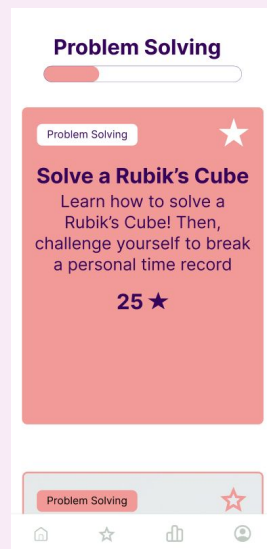 Problem Solving
Problem Solving
Solve a Rubik’s Cube
Learn how to solve a
Rubik’s Cube! Then,
challenge yourself to break
a personal time record
25 ★
Problem Solving